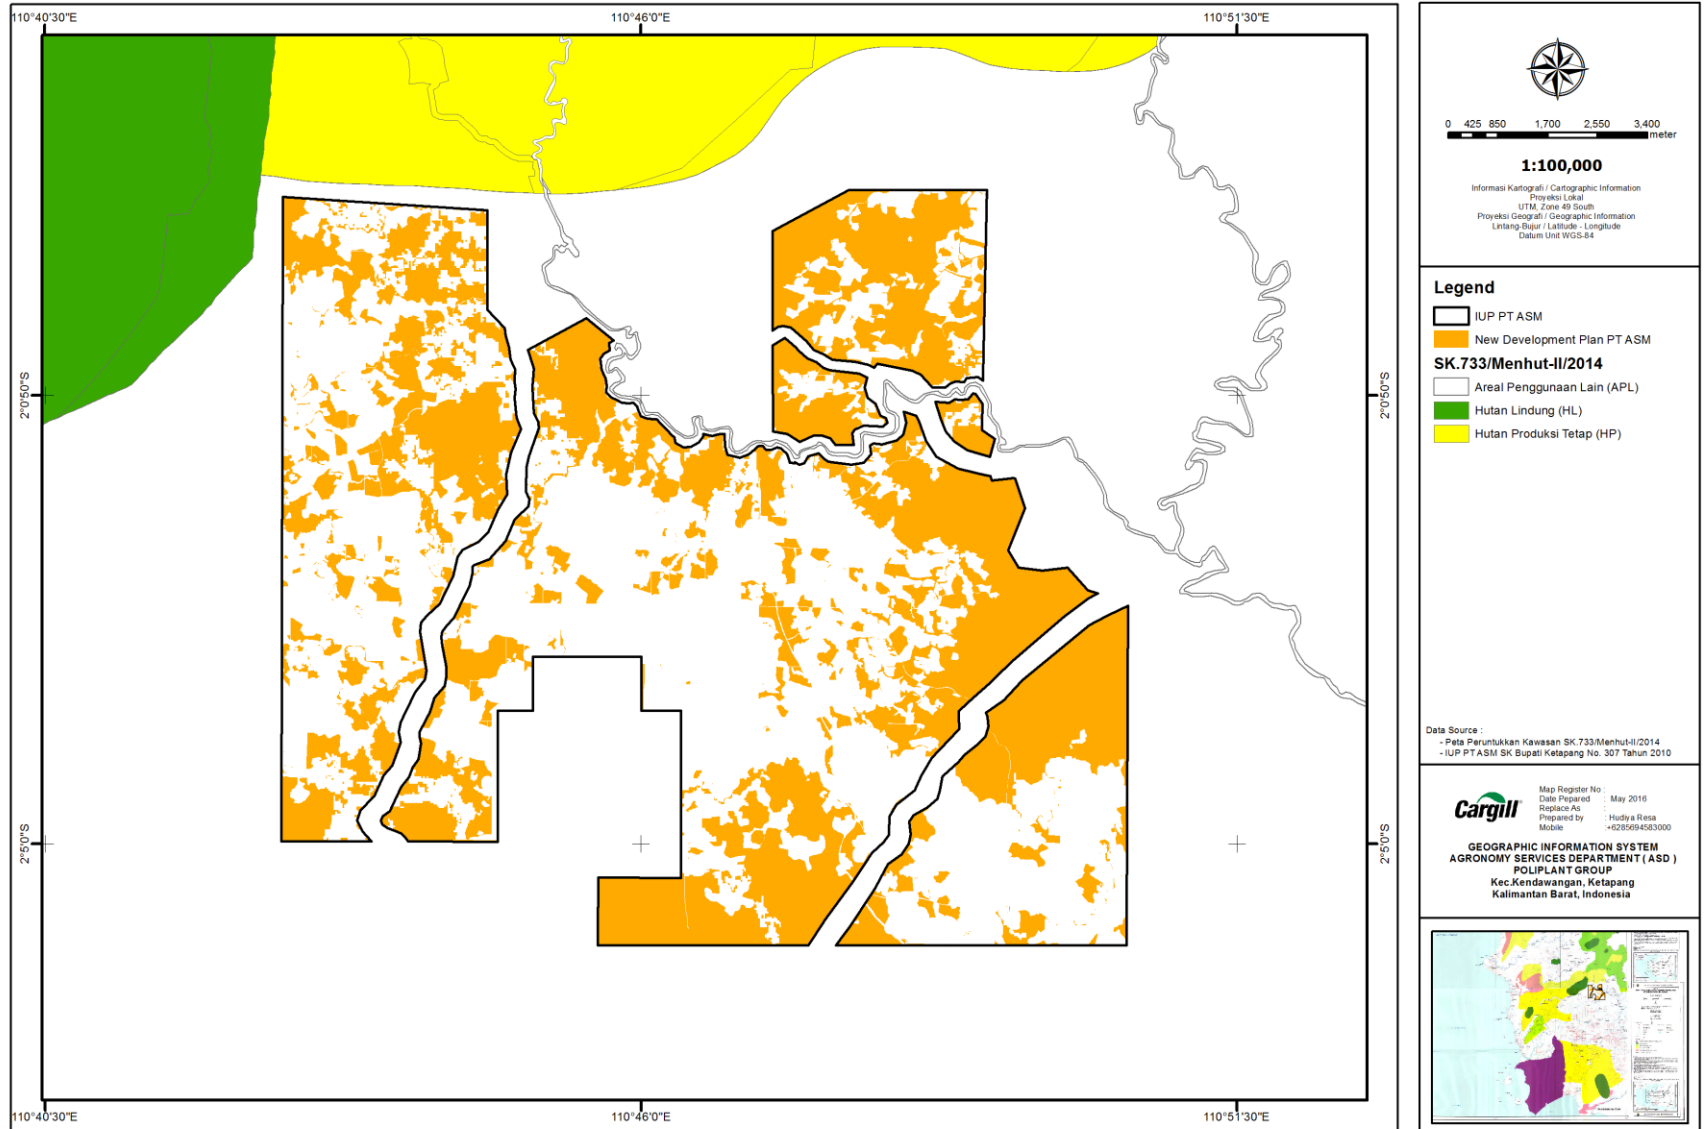 110°40'30"E
110°46'0"E
110°51'30"E
2°0'50"S
2°0'50"S
2°5'0"S
2°5'0"S
110°40'30"E
110°46'0"E
110°51'30"E
0 425 850 1,700 2,550 3,400
meter
1:100,000
Informasi Kartografi / Cartographic Information
Proyeksi Lokal
UTM, Zone 49 South
Proyeksi Geografi / Geographic Information
Lintang-Bujur / Latitude - Longitude
Datum Unit WGS-84
Legend
IUP PT ASM
New Development Plan PT ASM
SK.733/Menhut-II/2014
Areal Penggunaan Lain (APL)
Hutan Lindung (HL)
Hutan Produksi Tetap (HP)
Data Source :
- Peta Peruntukkan Kawasan SK.733/Menhut-II/2014
- IUP PT ASM SK Bupati Ketapang No. 307 Tahun 2010
Cargill
Map Register No :
Date Pepared : May 2016
Replace As
Prepared by : Hudiya Resa
Mobile :+6285694583000
GEOGRAPHIC INFORMATION SYSTEM
AGRONOMY SERVICES DEPARTMENT ( ASD )
POLIPLANT GROUP
Kec.Kendawangan, Ketapang
Kalimantan Barat, Indonesia